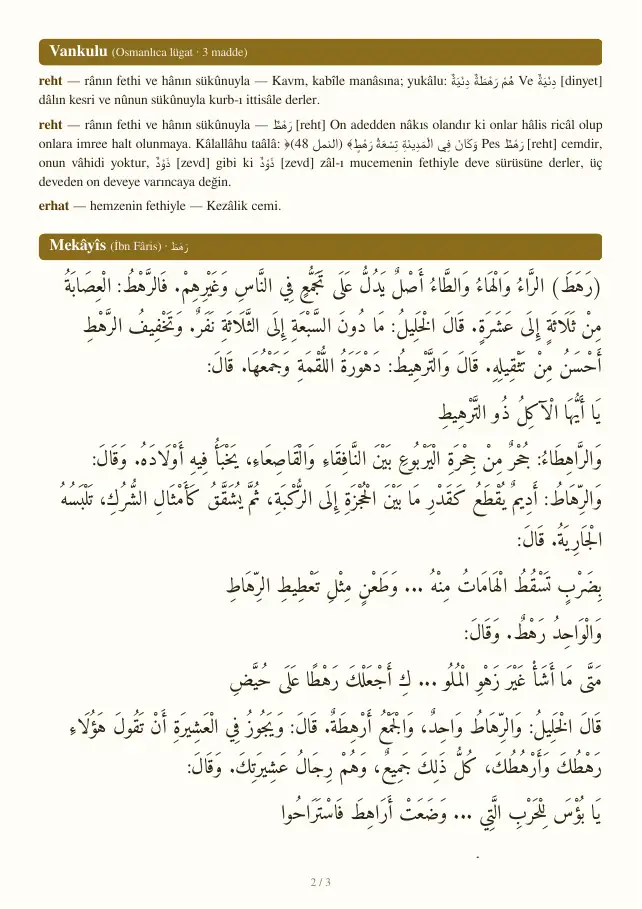 Vankulu (Osmanlıca lügat · 3 madde)
reht — rânın fethi ve hânın sükûnuyla — Kavm, kabîle manâsına; yukâlu: هُمْ رَهْطَةٌ دِنْيَةٌ Ve دِنْيَةٌ [dinyet]
dâlın kesri ve nûnun sükûnuyla kurb-ı ittisâle derler.
reht — rânın fethi ve hânın sükûnuyla — رَهْطٌ [reht] On adedden nâkıs olandır ki onlar hâlis ricâl olup
onlara imree halt olunmaya. Kâlallâhu taâlâ: ﴿وَكَانَ فِي الْمَدِينَةِ تِسْعَةُ رَهْطٍ﴾ (النمل 48) Pes رَهْطٌ [reht] cemdir,
onun vâhidi yoktur, ذَوْدٌ [zevd] gibi ki ذَوْدٌ [zevd] zâl-ı mucemenin fethiyle deve sürüsüne derler, üç
deveden on deveye varıncaya değin.
erhat — hemzenin fethiyle — Kezâlik cemi.
Mekâyîs (İbn Fâris) · رهط
(رَهَطَ) الرَّاءُ وَالْهَاءُ وَالطَّاءُ أَصْلٌ يَدُلُّ عَلَى تَجَمُّعٍ فِي النَّاسِ وَغَيْرِهِمْ. فَالرَّهْطُ: الْعِصَابَةُ
مِنْ ثَلَاثَةٍ إِلَى عَشَرَةٍ. قَالَ الْخَلِيلُ: مَا دُونَ السَّبْعَةِ إِلَى الثَّلَاثَةِ نَفَرٌ. وَتَخْفِيفُ الرَّهْطِ
أَحْسَنُ مِنْ تَثْقِيلِهِ. قَالَ وَالتَّرْهِيطُ: دَهْوَرَةُ اللُّقْمَةِ وَجَمْعُهَا. قَالَ:
يَا أَيُّهَا الْآكِلُ ذُو التَّرْهِيطِ
وَالرَّاهِطَاءُ: جُحْرٌ مِنْ جِحْرَةِ الْيَرْبُوعِ بَيْنَ النَّافِقَاءِ وَالْقَاصِعَاءِ، يَخْبَأُ فِيهِ أَوْلَادَهُ. وَقَالَ:
وَالرِّهَاطُ: أَدِيمٌ يُقْطَعُ كَقَدْرِ مَا بَيْنَ الْحُجْزَةِ إِلَى الرُّكْبَةِ، ثُمَّ يُشَقَّقُ كَأَمْثَالِ الشُّرُكِ، تَلْبَسُهُ
الْجَارِيَةُ. قَالَ:
بِضَرْبٍ تَسْقُطُ الْهَامَاتُ مِنْهُ ... وَطَعْنٍ مِثْلِ تَعْطِيطِ الرِّهَاطِ
وَالْوَاحِدُ رَهْطٌ. وَقَالَ:
مَتَى مَا أَشَأْ غَيْرَ زَهْوِ الْمُلُو ... كِ أَجْعَلْكَ رَهْطًا عَلَى حُيَّضِ
قَالَ الْخَلِيلُ: وَالرِّهَاطُ وَاحِدٌ، وَالْجَمْعُ أَرْهِطَةٌ. قَالَ: وَيَجُوزُ فِي الْعَشِيرَةِ أَنْ تَقُولَ هَؤُلَاءِ
رَهْطُكَ وَأَرْهُطُكَ، كُلُّ ذَلِكَ جَمِيعٌ، وَهُمْ رِجَالُ عَشِيرَتِكَ. وَقَالَ:
يَا بُؤْسَ لِلْحَرْبِ الَّتِي ... وَضَعَتْ أَرَاهِطَ فَاسْتَرَاحُوا
.
2 / 3